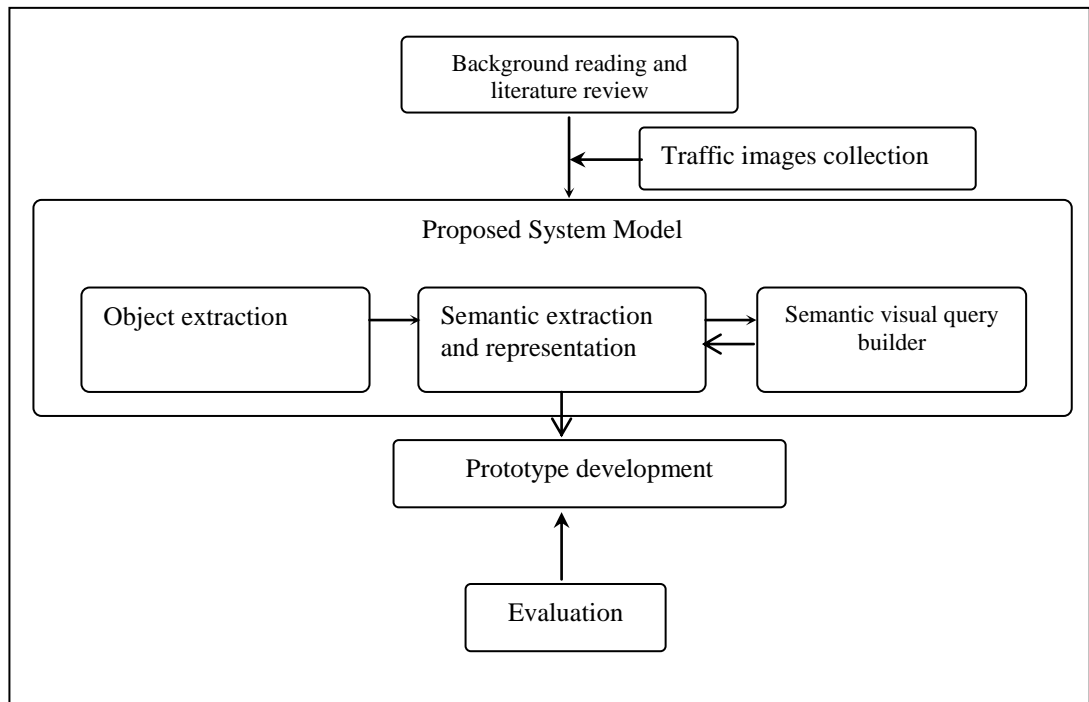 Background reading and
literature review
Traffic images collection
Proposed System Model
Object extraction
Semantic extraction
and representation
Semantic visual query
builder
Prototype development
Evaluation